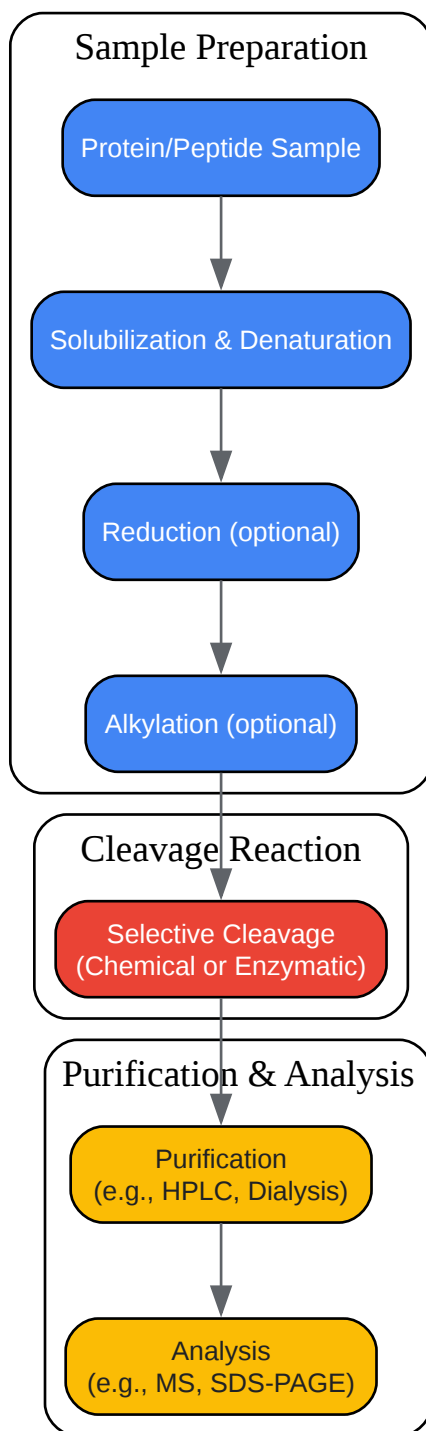 Sample Preparation
Protein/Peptide Sample
Solubilization & Denaturation
Reduction (optional)
Alkylation (optional)
Cleavage Reaction
Selective Cleavage
(Chemical or Enzymatic)
Purification & Analysis
Purification
(e.g., HPLC, Dialysis)
Analysis
(e.g., MS, SDS-PAGE)